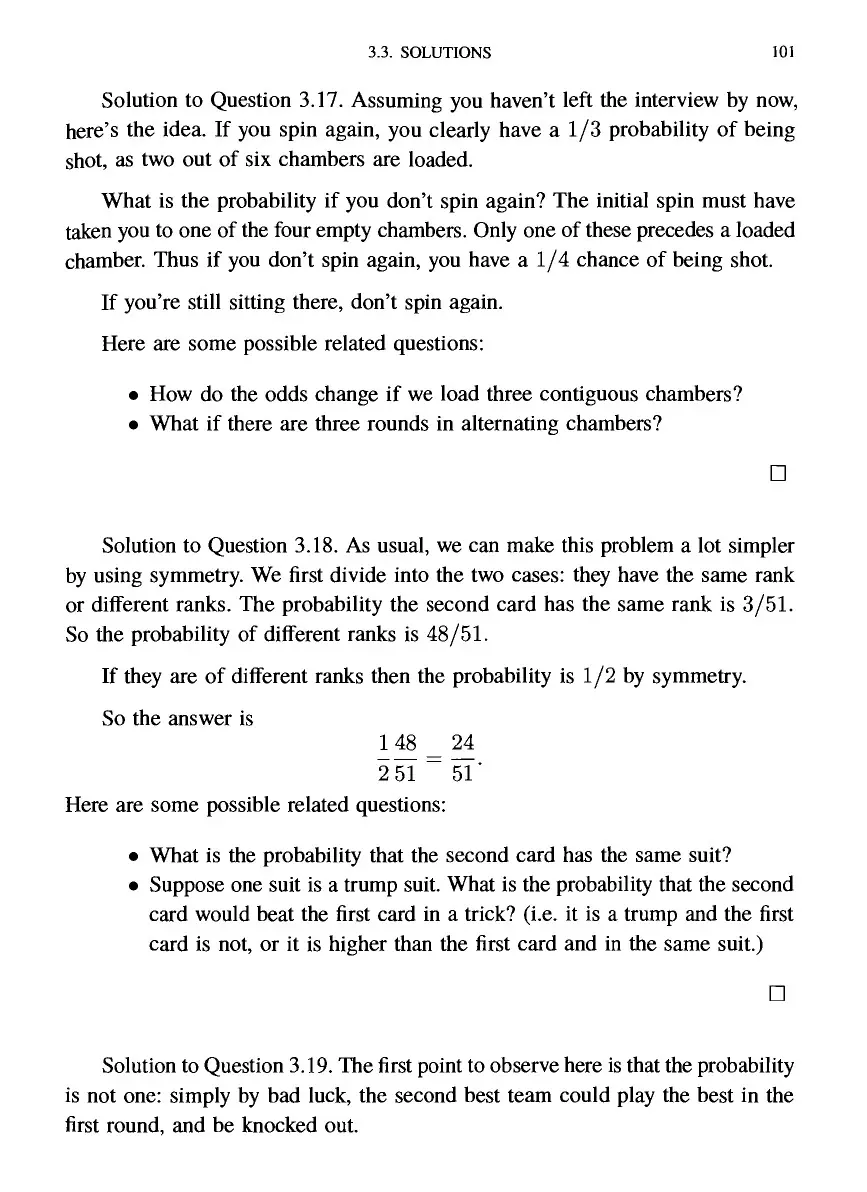 3.3. SOLUTIONS 101
Solution to Question 3.17. Assuming you haven't left the interview by now,
here's the idea. If you spin again, you clearly have a 1/3 probability of being
shot, as two out of six chambers are loaded.
What is the probability if you don't spin again? The initial spin must have
taken you to one of the four empty chambers. Only one of these precedes a loaded
chamber. Thus if you don't spin again, you have a 1/4 chance of being shot.
If you're still sitting there, don't spin again.
Here are some possible related questions:
• How do the odds change if we load three contiguous chambers?
• What if there are three rounds in alternating chambers?
□
Solution to Question 3.18. As usual, we can make this problem a lot simpler
by using symmetry. We first divide into the two cases: they have the same rank
or different ranks. The probability the second card has the same rank is 3/51.
So the probability of different ranks is 48/51.
If they are of different ranks then the probability is 1/2 by symmetry.
So the answer is
1 48 24
— — = —.
2 51 51
Here are some possible related questions:
• What is the probability that the second card has the same suit?
• Suppose one suit is a trump suit. What is the probability that the second
card would beat the first card in a trick? (i.e. it is a trump and the first
card is not, or it is higher than the first card and in the same suit.)
□
Solution to Question 3.19. The first point to observe here is that the probability
is not one: simply by bad luck, the second best team could play the best in the
first round, and be knocked out.